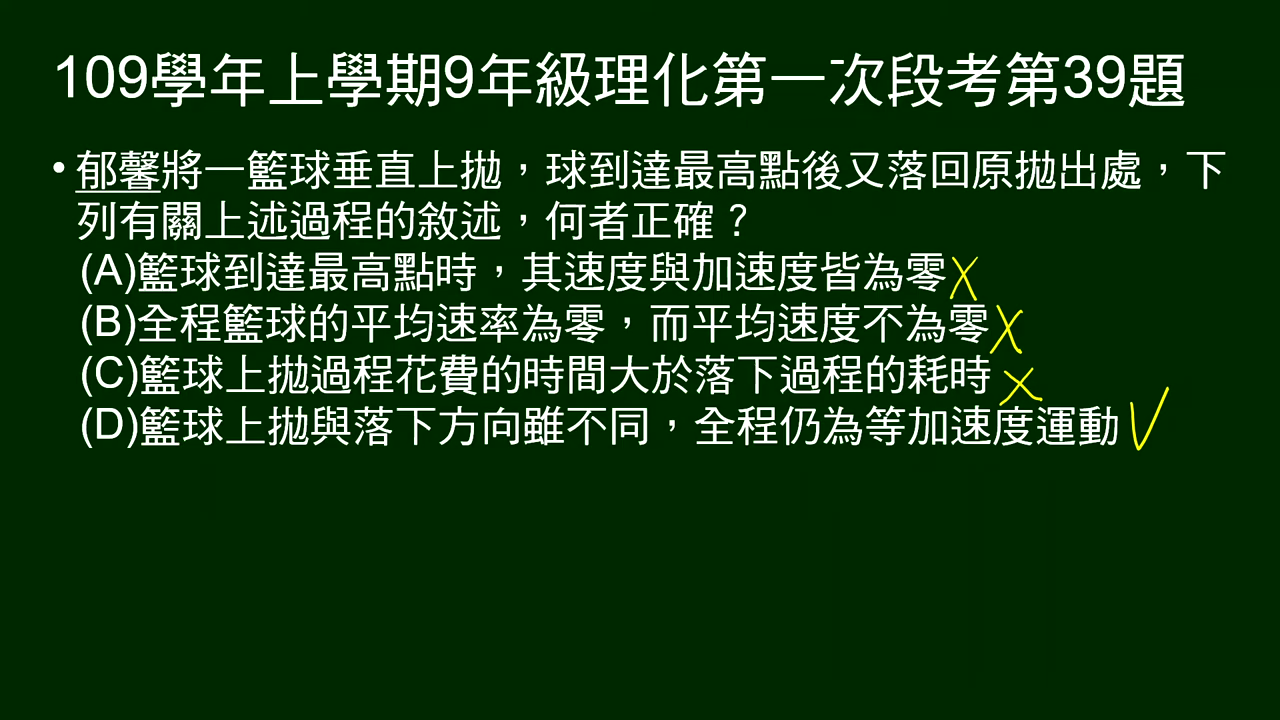 109學年上學期9年級理化第一次段考第39題
• 郁馨將一籃球垂直上拋，球到達最高點後又落回原拋出處，下
列有關上述過程的敘述，何者正確？
(A)籃球到達最高點時，其速度與加速度皆為零 X
(B)全程籃球的平均速率為零，而平均速度不為零 X
(C)籃球上拋過程花費的時間大於落下過程的耗時 X
(D)籃球上拋與落下方向雖不同，全程仍為等加速度運動 V